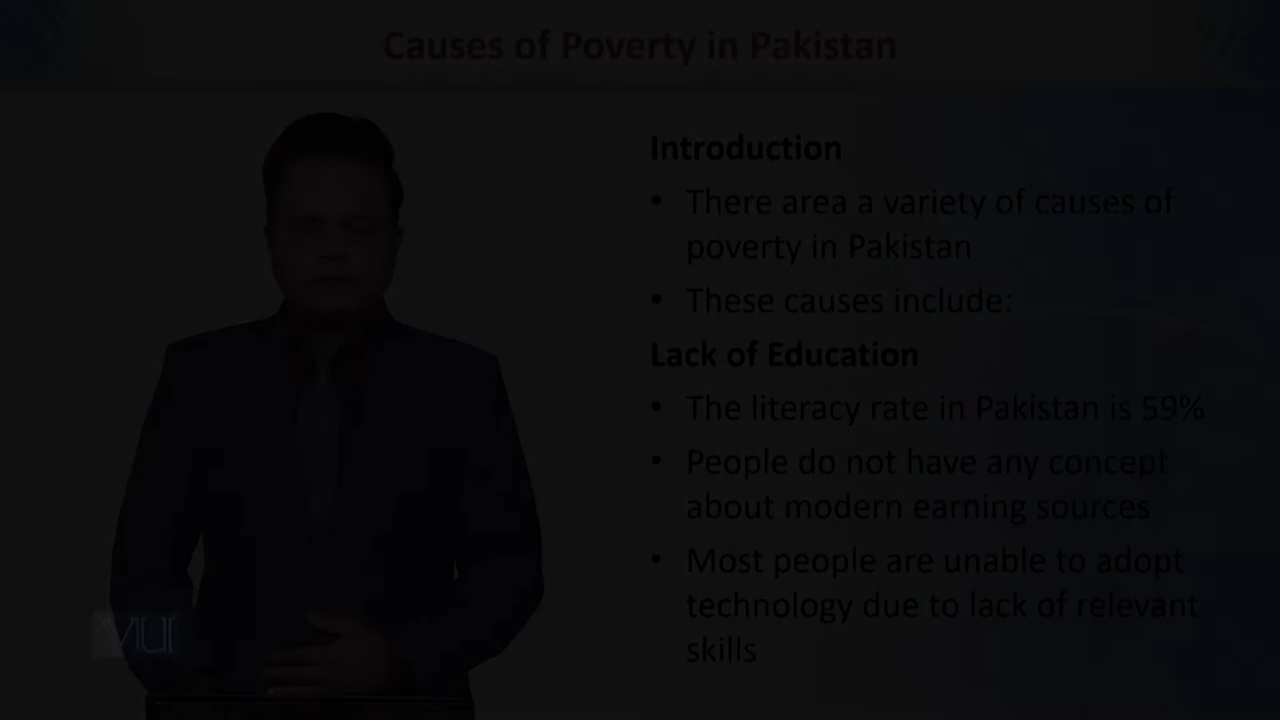 Causes of Poverty in Pakistan
Introduction
• There area a variety of causes of
poverty in Pakistan
• These causes include:
Lack of Education
• The literacy rate in Pakistan is 59%
• People do not have any concept
about modern earning sources
• Most people are unable to adopt
technology due to lack of relevant
skills
VU